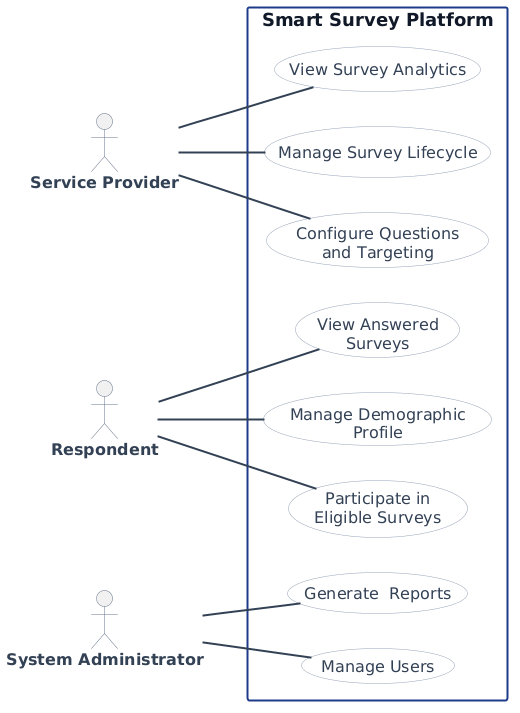 Smart Survey Platform
View Survey Analytics
Manage Survey Lifecycle
Service Provider
Configure Questions
and Targeting
View Answered
Surveys
Manage Demographic
Profile
Respondent
Participate in
Eligible Surveys
Generate  Reports
System Administrator
Manage Users